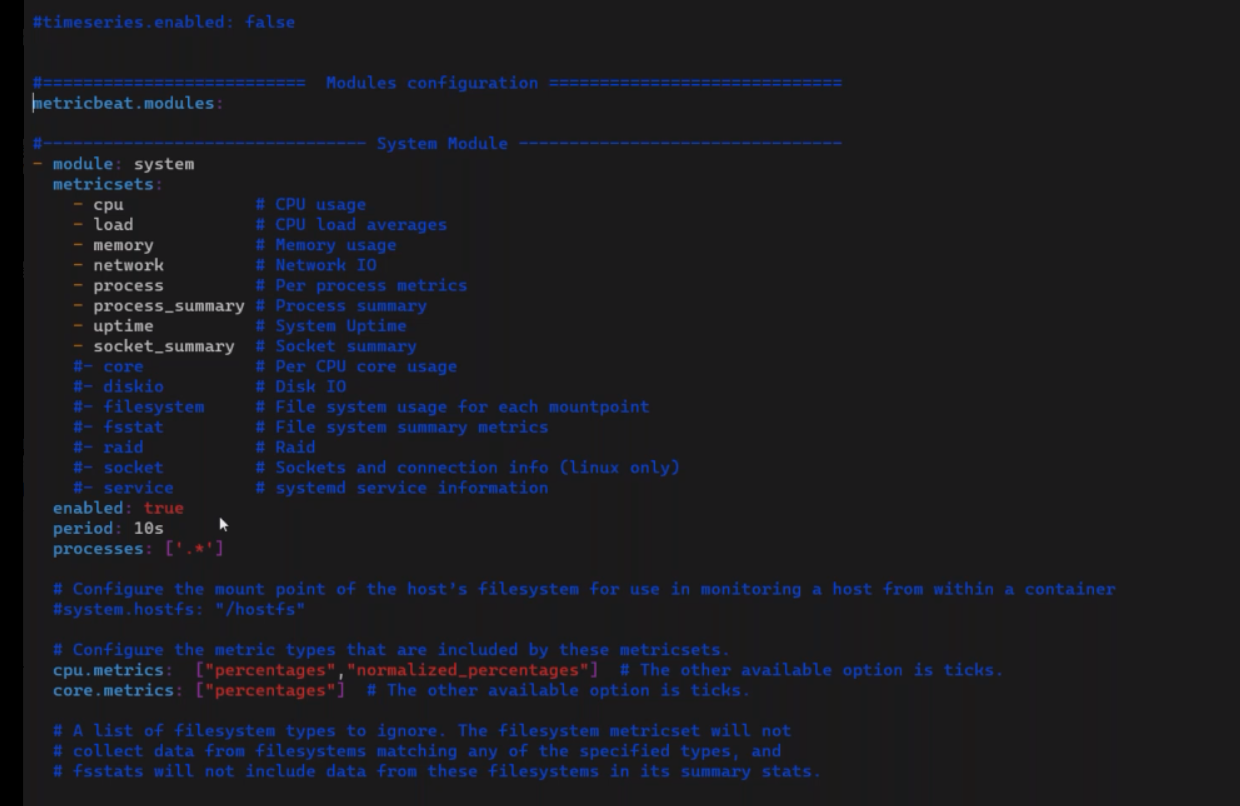 #timeseries.enabled: false
#==========================  Modules configuration =============================
metricbeat.modules:
#-------------------------------- System Module --------------------------------
- module: system
  metricsets:
    - cpu             # CPU usage
    - load            # CPU load averages
    - memory          # Memory usage
    - network         # Network IO
    - process         # Per process metrics
    - process_summary # Process summary
    - uptime          # System Uptime
    - socket_summary  # Socket summary
    #- core           # Per CPU core usage
    #- diskio         # Disk IO
    #- filesystem     # File system usage for each mountpoint
    #- fsstat         # File system summary metrics
    #- raid           # Raid
    #- socket         # Sockets and connection info (linux only)
    #- service        # systemd service information
  enabled: true
  period: 10s
  processes: ['.*']
  # Configure the mount point of the host's filesystem for use in monitoring a host from within a container
  #system.hostfs: "/hostfs"
  # Configure the metric types that are included by these metricsets.
  cpu.metrics:  ["percentages","normalized_percentages"]  # The other available option is ticks.
  core.metrics: ["percentages"]  # The other available option is ticks.
  # A list of filesystem types to ignore. The filesystem metricset will not
  # collect data from filesystems matching any of the specified types, and
  # fsstats will not include data from these filesystems in its summary stats.